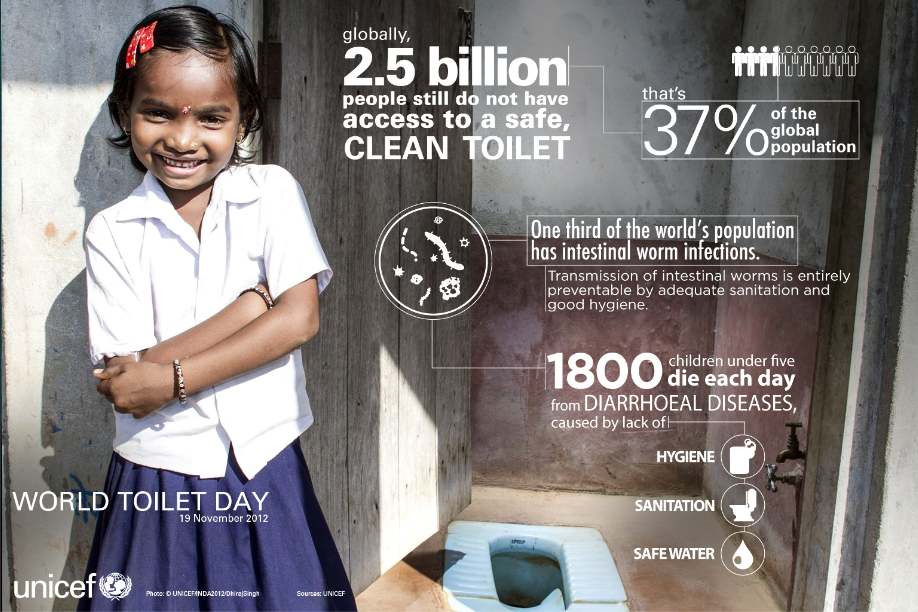 globally,
2.5 billion
people still do not have
access to a safe,
CLEAN TOILET
that's
37%
of the
global
population
One third of the world's population
has intestinal worm infections.
Transmission of intestinal worms is entirely
preventable by adequate sanitation and
good hygiene.
1800 children under five
die each day
from DIARRHOEAL DISEASES,
caused by lack of
HYGIENE
SANITATION
SAFE WATER
WORLD TOILET DAY
19 November 2012
unicef
Photo: © UNICEF/INDA2012/DhirajSingh
Sources: UNICEF